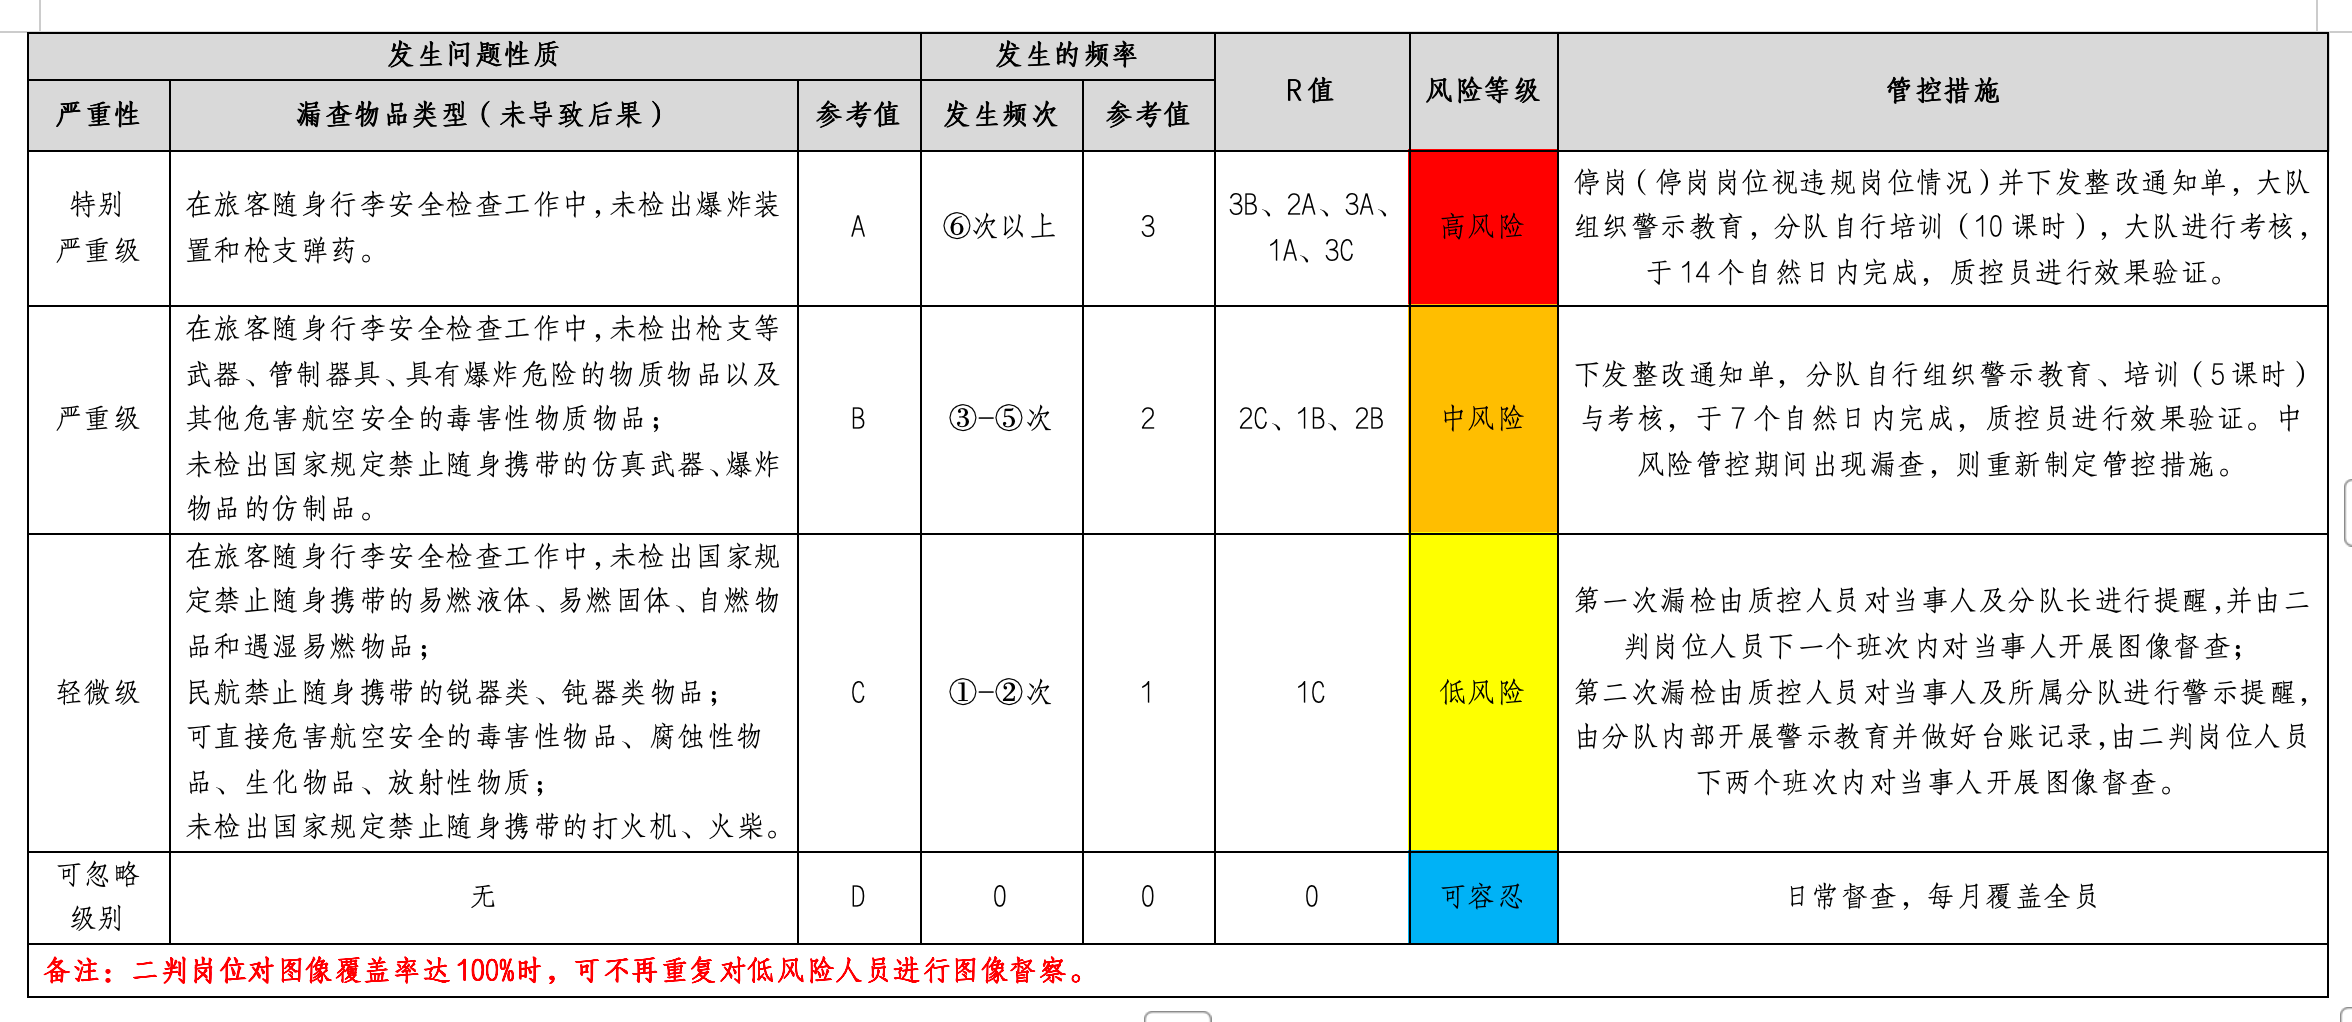 发生问题性质
发生的频率
R值
风险等级
管控措施
严重性
漏查物品类型（未导致后果）
参考值
发生频次
参考值
特别
严重级
在旅客随身行李安全检查工作中,未检出爆炸装
置和枪支弹药。
A
⑥次以上
3
3B、2A、3A、
1A、3C
高风险
停岗（停岗岗位视违规岗位情况）并下发整改通知单，大队
组织警示教育，分队自行培训（10课时），大队进行考核，
于14个自然日内完成，质控员进行效果验证。
严重级
在旅客随身行李安全检查工作中,未检出枪支等
武器、管制器具、具有爆炸危险的物质物品以及
其他危害航空安全的毒害性物质物品；
未检出国家规定禁止随身携带的仿真武器、爆炸
物品的仿制品。
B
③-⑤次
2
2C、1B、2B
中风险
下发整改通知单，分队自行组织警示教育、培训（5课时）
与考核，于7个自然日内完成，质控员进行效果验证。中
风险管控期间出现漏查，则重新制定管控措施。
轻微级
在旅客随身行李安全检查工作中,未检出国家规
定禁止随身携带的易燃液体、易燃固体、自燃物
品和遇湿易燃物品；
民航禁止随身携带的锐器类、钝器类物品；
可直接危害航空安全的毒害性物品、腐蚀性物
品、生化物品、放射性物质；
未检出国家规定禁止随身携带的打火机、火柴。
C
①-②次
1
1C
低风险
第一次漏检由质控人员对当事人及分队长进行提醒,并由二
判岗位人员下一个班次内对当事人开展图像督查；
第二次漏检由质控人员对当事人及所属分队进行警示提醒，
由分队内部开展警示教育并做好台账记录,由二判岗位人员
下两个班次内对当事人开展图像督查。
可忽略
级别
无
D
0
0
0
可容忍
日常督查，每月覆盖全员
备注：二判岗位对图像覆盖率达100%时，可不再重复对低风险人员进行图像督察。